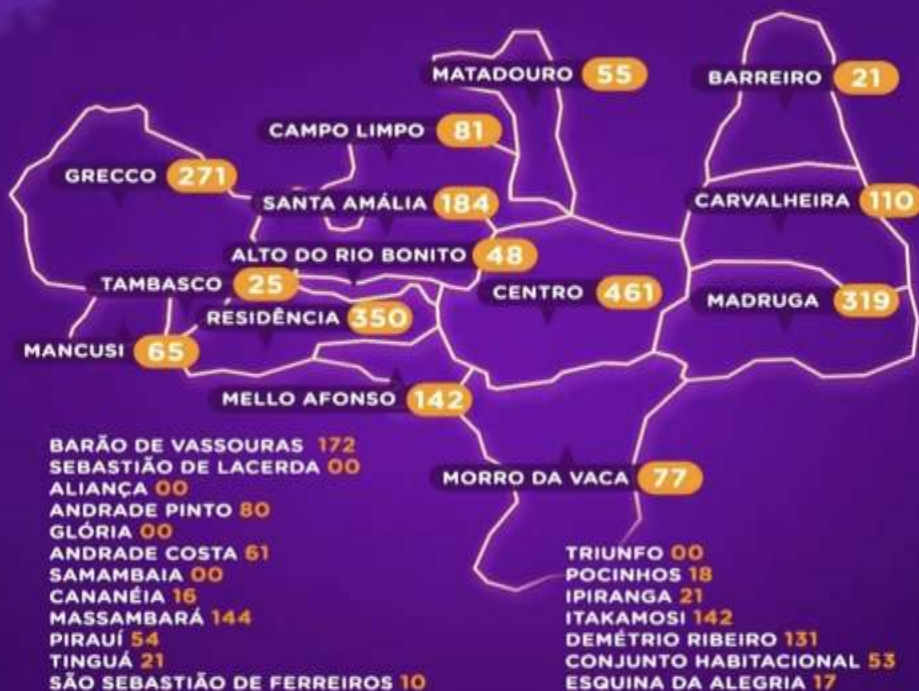 MATADOURO 55
BARREIRO 21
CAMPO LIMPO 81
GRECCO 271
SANTA AMÁLIA 184
CARVALHEIRA 110
ALTO DO RIO BONITO 48
TAMBASCO 25
CENTRO 461
MADRUGA 319
RESIDÊNCIA 350
MANCUSI 65
MELLO AFONSO 142
MORRO DA VACA 77
BARÃO DE VASSOURAS 172
SEBASTIÃO DE LACERDA 00
ALIANÇA 00
ANDRADE PINTO 80
GLÓRIA 00
ANDRADE COSTA 61
SAMAMBAIA 00
CANANÉIA 16
MASSAMBARÁ 144
PIRAUÍ 54
TINGUÁ 21
SÃO SEBASTIÃO DE FERREIROS 10
TRIUNFO 00
POCINHOS 18
IPIRANGA 21
ITAKAMOSI 142
DEMÉTRIO RIBEIRO 131
CONJUNTO HABITACIONAL 53
ESQUINA DA ALEGRIA 17